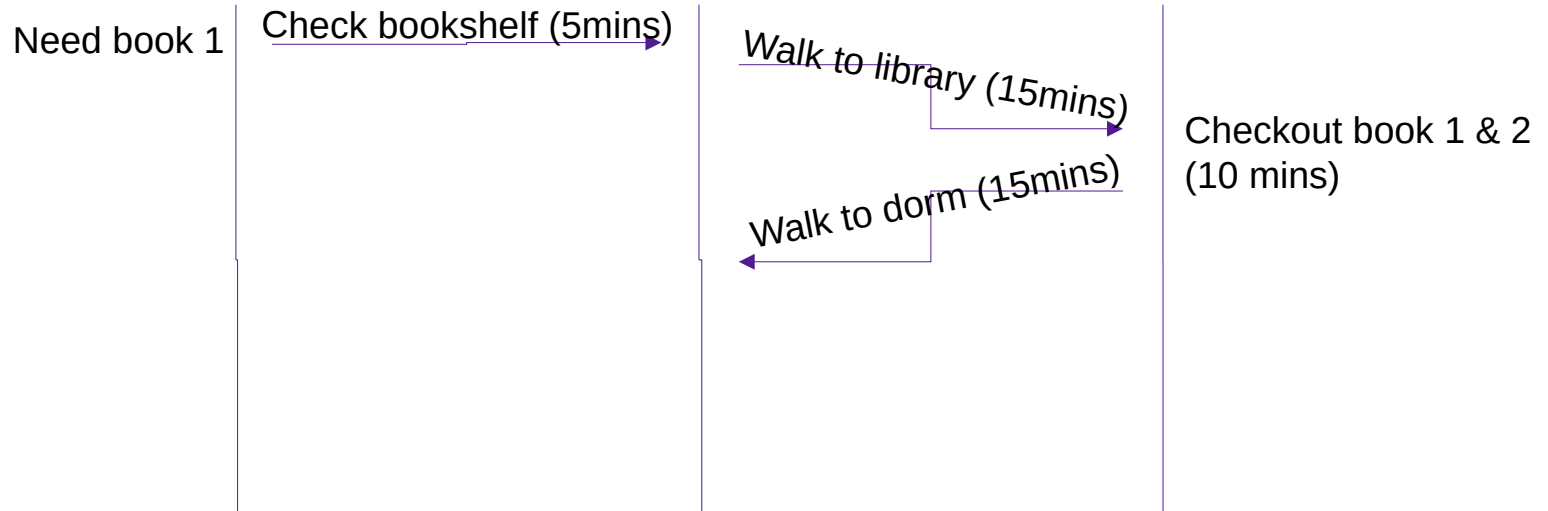 Need book 1
Check bookshelf (5mins)
Walk to library (15mins)
Checkout book 1 & 2
(10 mins)
Walk to dorm (15mins)